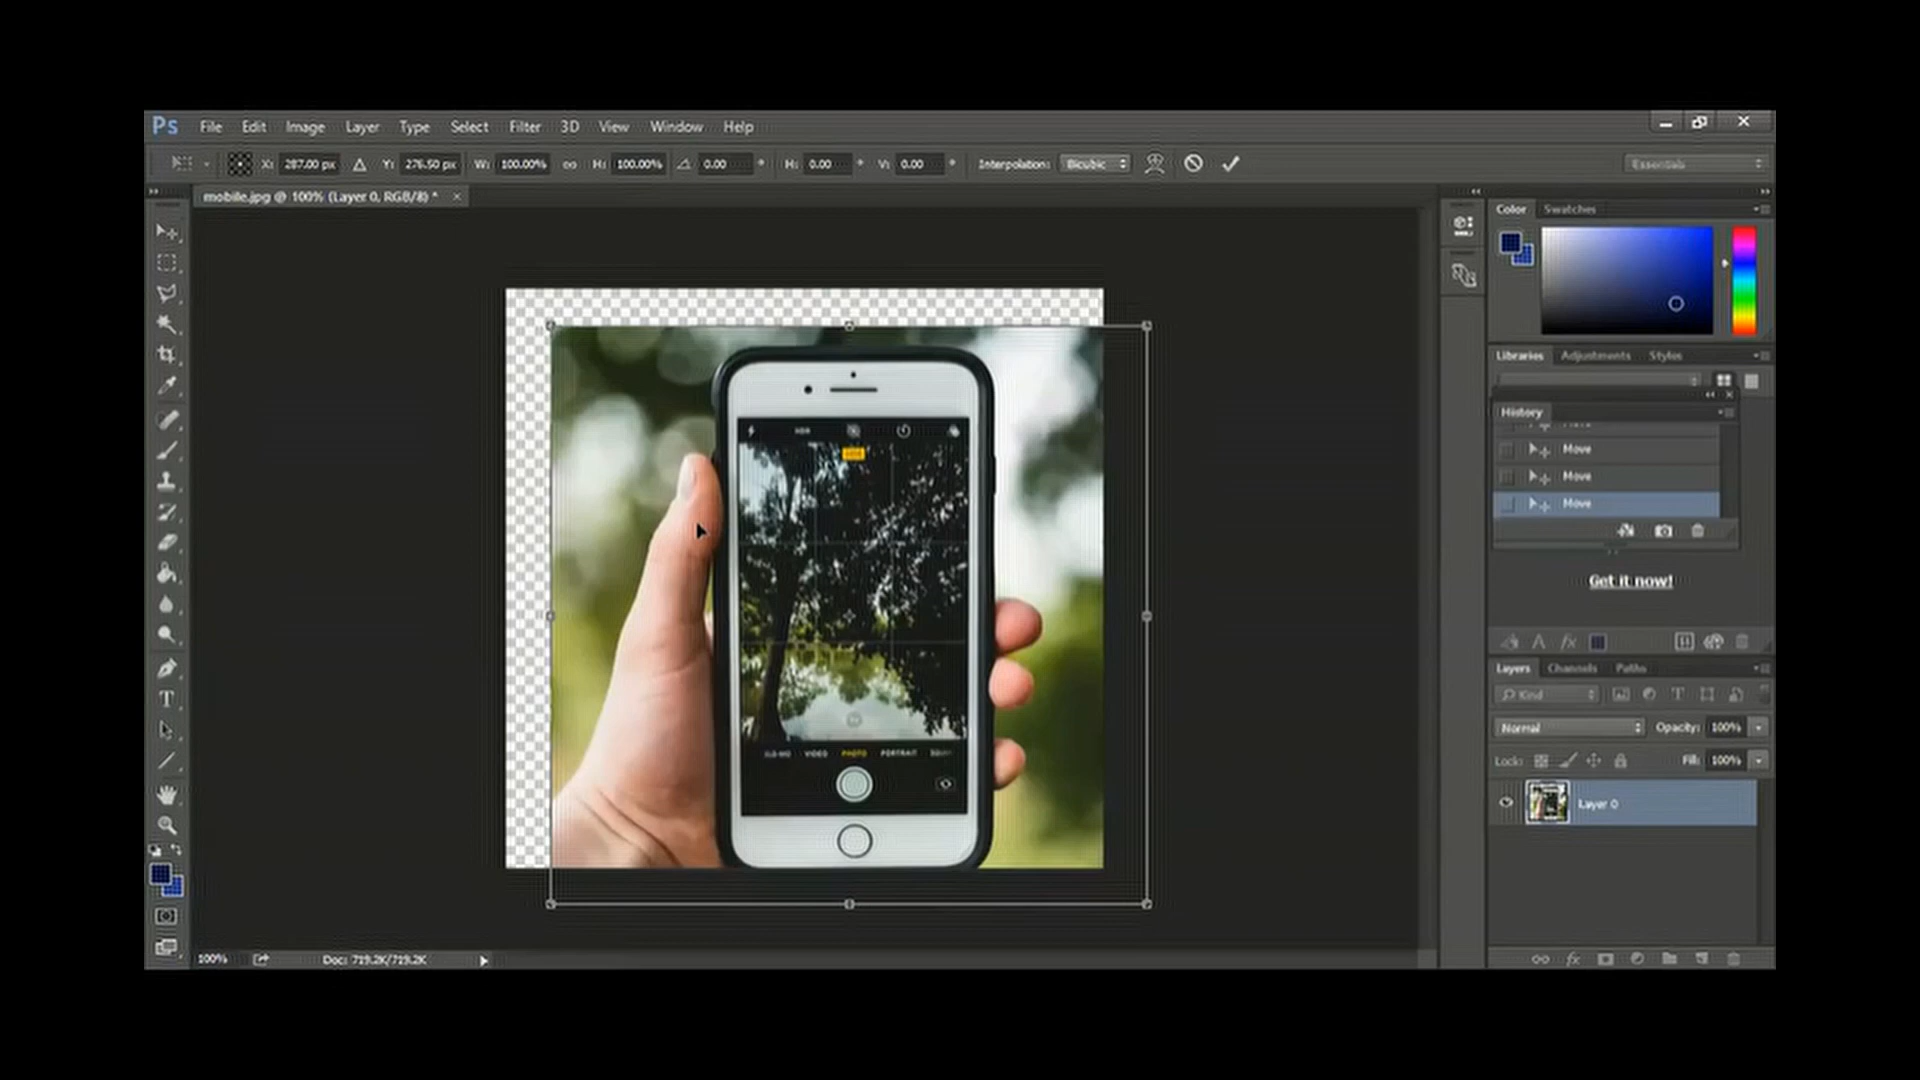 Ps File Edit Image Layer Type Select Filter 3D View Window Help
X: 287.00 px Y: 276.50 px W: 100.00% H: 100.00% 0.00 ° H: 0.00 ° V: 0.00 ° Interpolation: Bicubic Essentials
mobile.jpg @ 100% (Layer 0, RGB/8) * ×
Color Swatches
Libraries Adjustments Styles
History
Move
Move
Move
Get it now!
Layers Channels Paths
Kind
Normal Opacity: 100%
Lock: Fill: 100%
Layer 0
HDR
VIDEO PHOTO PORTRAIT
100% Doc: 719.2K/719.2K